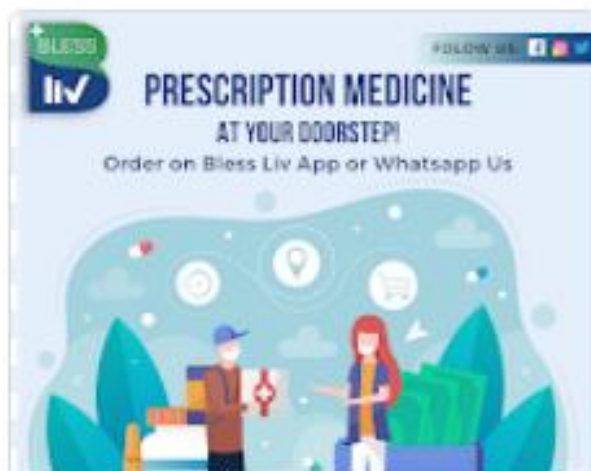 BLESS
liv
FOLLOW US:
PRESCRIPTION MEDICINE
AT YOUR DOORSTEP!
Order on Bless Liv App or Whatsapp Us